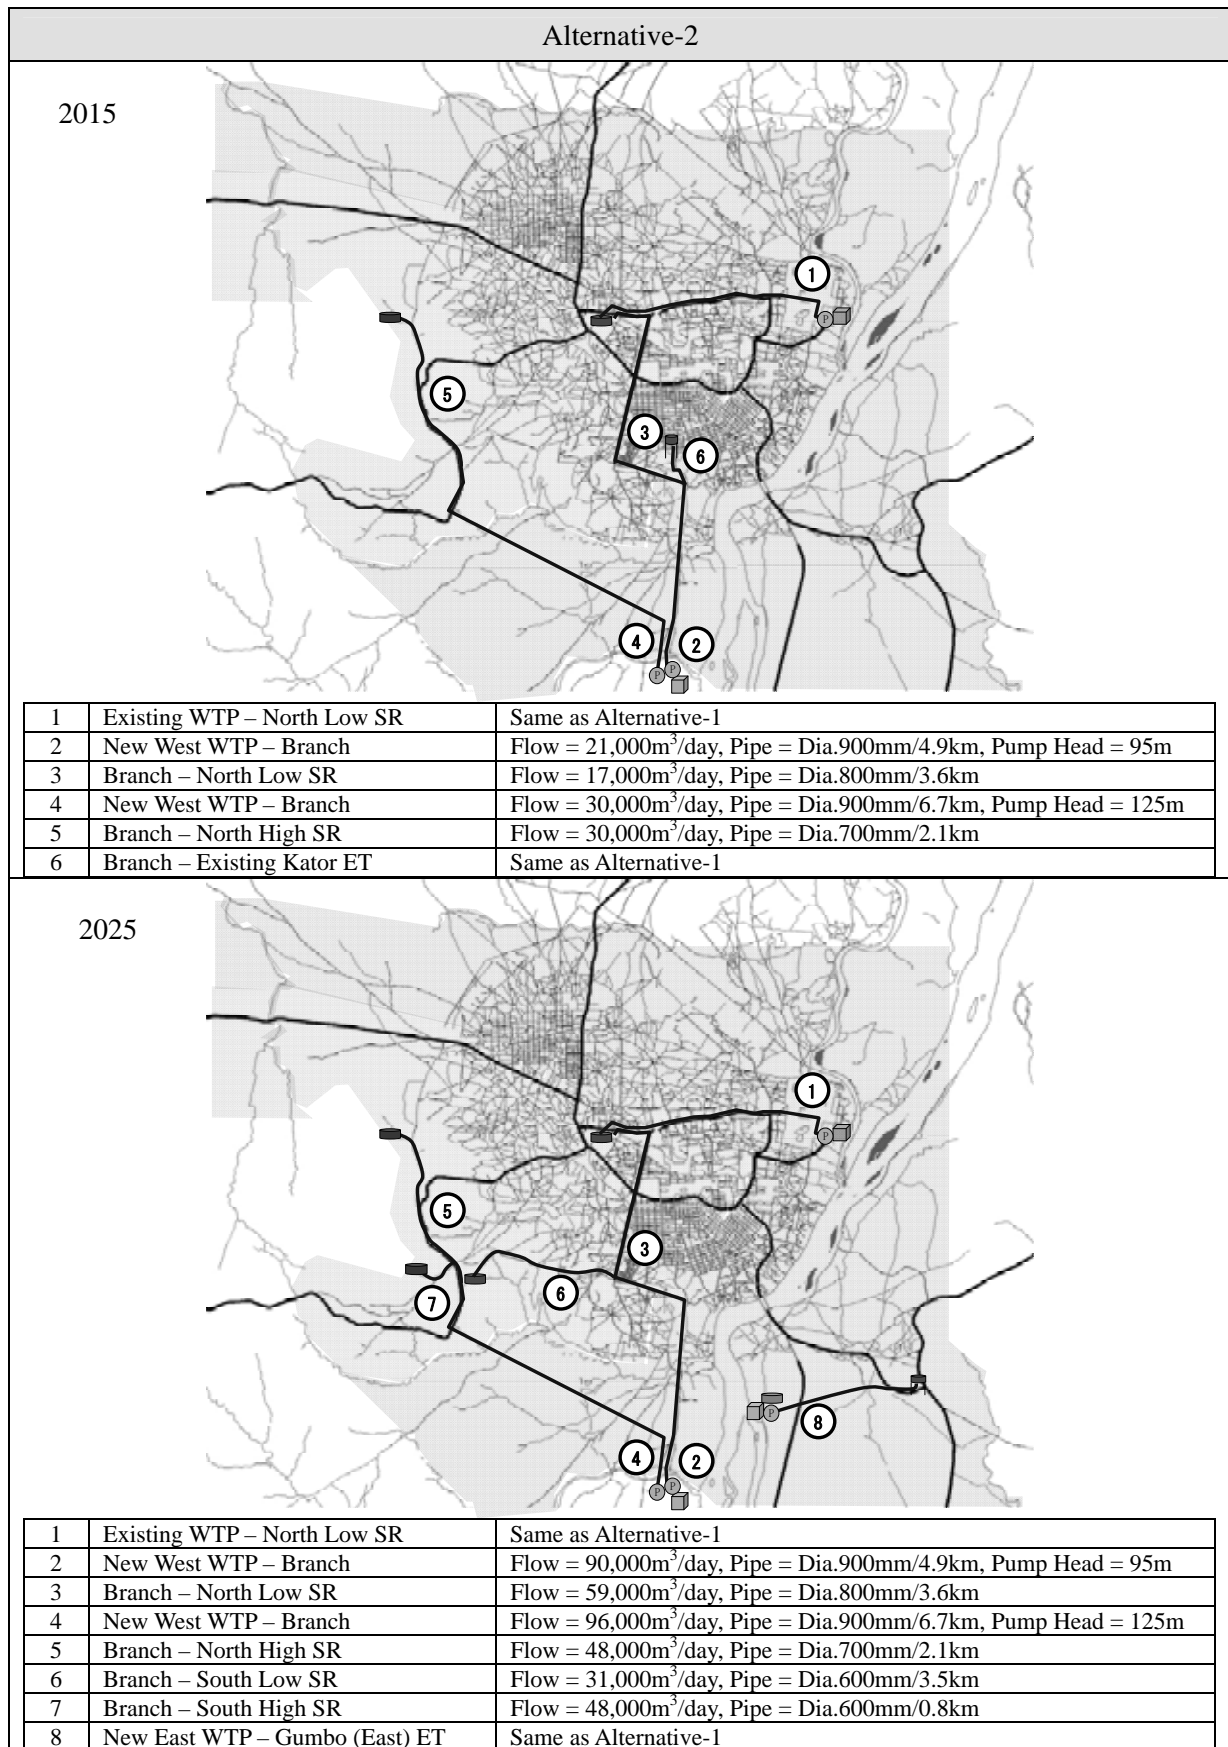 Alternative-2
2015
1
5
3
6
4
2
P
P
P
1 Existing WTP – North Low SR Same as Alternative-1
2 New West WTP – Branch Flow = 21,000m³/day, Pipe = Dia.900mm/4.9km, Pump Head = 95m
3 Branch – North Low SR Flow = 17,000m³/day, Pipe = Dia.800mm/3.6km
4 New West WTP – Branch Flow = 30,000m³/day, Pipe = Dia.900mm/6.7km, Pump Head = 125m
5 Branch – North High SR Flow = 30,000m³/day, Pipe = Dia.700mm/2.1km
6 Branch – Existing Kator ET Same as Alternative-1
2025
1
P
5
3
7
6
8
P
4
2
P
P
1 Existing WTP – North Low SR Same as Alternative-1
2 New West WTP – Branch Flow = 90,000m³/day, Pipe = Dia.900mm/4.9km, Pump Head = 95m
3 Branch – North Low SR Flow = 59,000m³/day, Pipe = Dia.800mm/3.6km
4 New West WTP – Branch Flow = 96,000m³/day, Pipe = Dia.900mm/6.7km, Pump Head = 125m
5 Branch – North High SR Flow = 48,000m³/day, Pipe = Dia.700mm/2.1km
6 Branch – South Low SR Flow = 31,000m³/day, Pipe = Dia.600mm/3.5km
7 Branch – South High SR Flow = 48,000m³/day, Pipe = Dia.600mm/0.8km
8 New East WTP – Gumbo (East) ET Same as Alternative-1